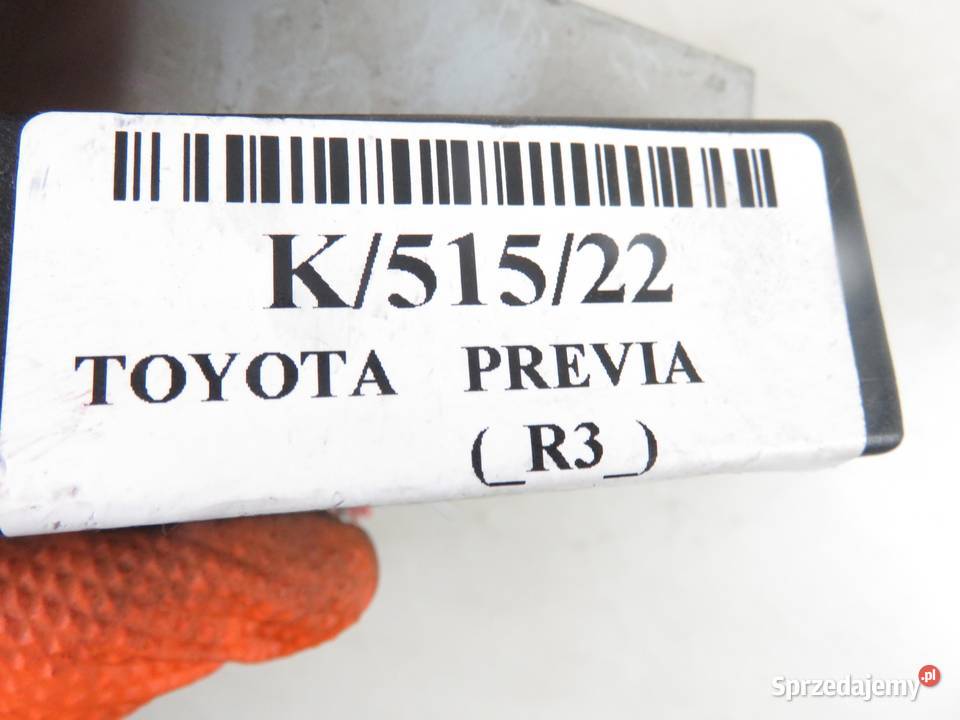 K/515/22
TOYOTA PREVIA
(_R3_)
Sprzedajemy.pl